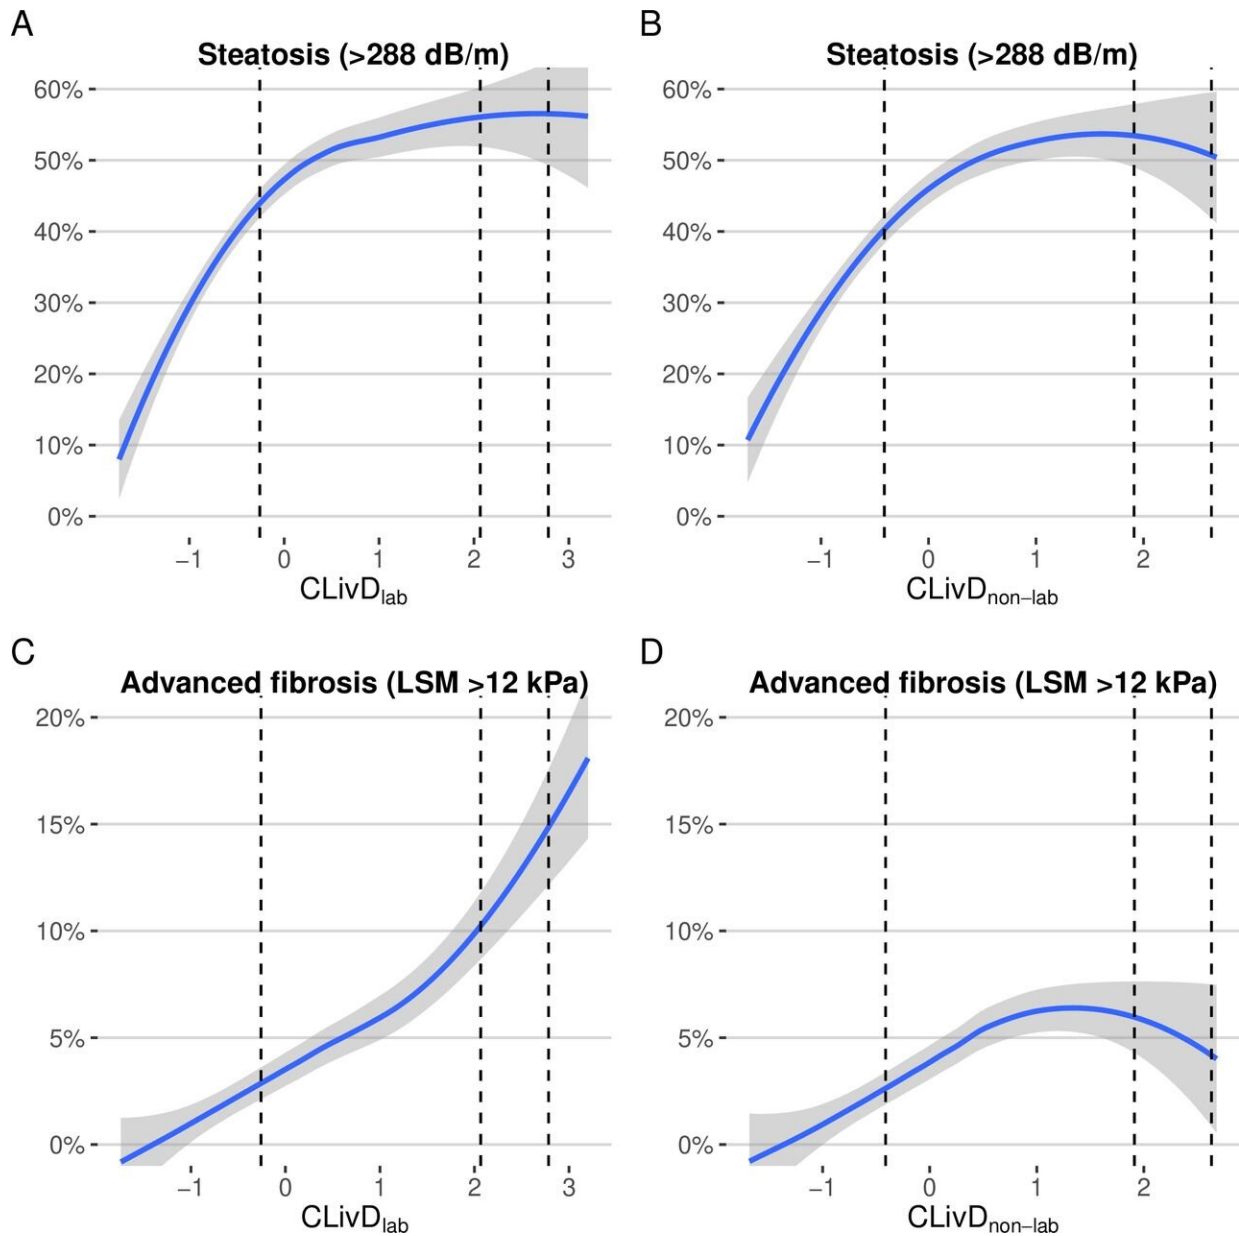 A
Steatosis (>288 dB/m)
60%
50%
40%
30%
20%
10%
0%
−1 0 1 2 3
CLivDlab
B
Steatosis (>288 dB/m)
60%
50%
40%
30%
20%
10%
0%
−1 0 1 2
CLivDnon−lab
C
Advanced fibrosis (LSM >12 kPa)
20%
15%
10%
5%
0%
−1 0 1 2 3
CLivDlab
D
Advanced fibrosis (LSM >12 kPa)
20%
15%
10%
5%
0%
−1 0 1 2
CLivDnon−lab